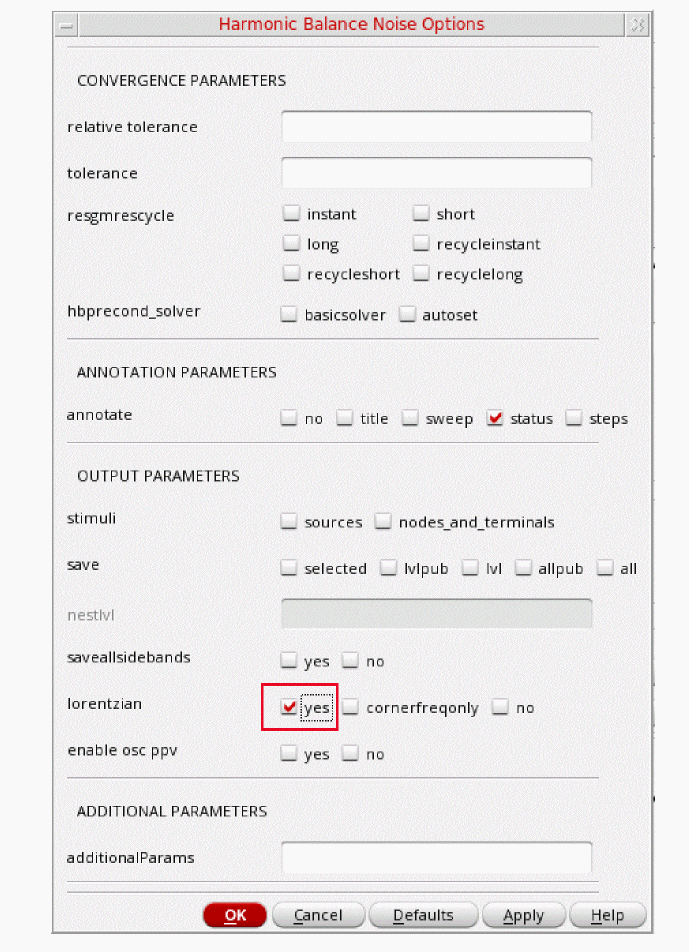 Harmonic Balance Noise Options
CONVERGENCE PARAMETERS
relative tolerance
tolerance
resgmrescycle instant short
long recycleinstant
recycleshort recyclelong
hbprecond_solver basicsolver autoset
ANNOTATION PARAMETERS
annotate no title sweep status steps
OUTPUT PARAMETERS
stimuli sources nodes_and_terminals
save selected lvlpub lvl allpub all
nestlvl
saveallsidebands yes no
lorentzian yes cornerfreqonly no
enable osc ppv yes no
ADDITIONAL PARAMETERS
additionalParams
OK Cancel Defaults Apply Help